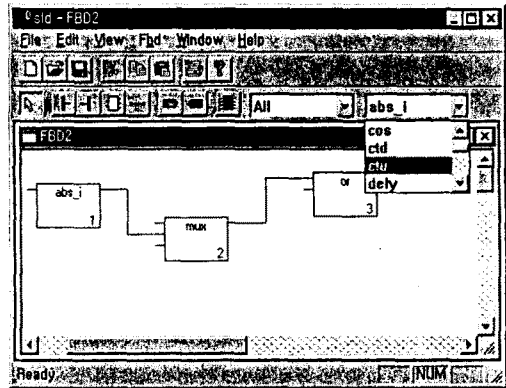 sld - FBD2
File Edit View Fbd Window Help
All abs_i
FBD2
cos
ctd
ctu
defy
abs_i
1
mux
2
or
3
Ready NUM